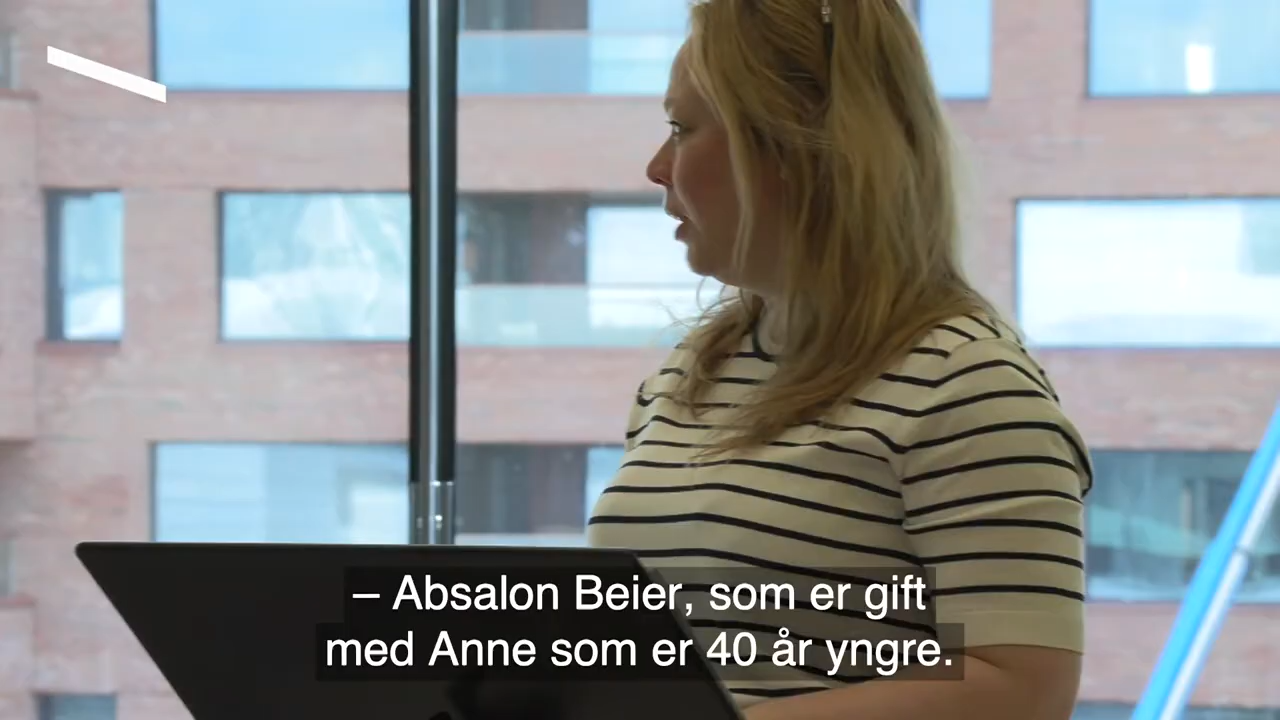 – Absalon Beier, som er gift
med Anne som er 40 år yngre.